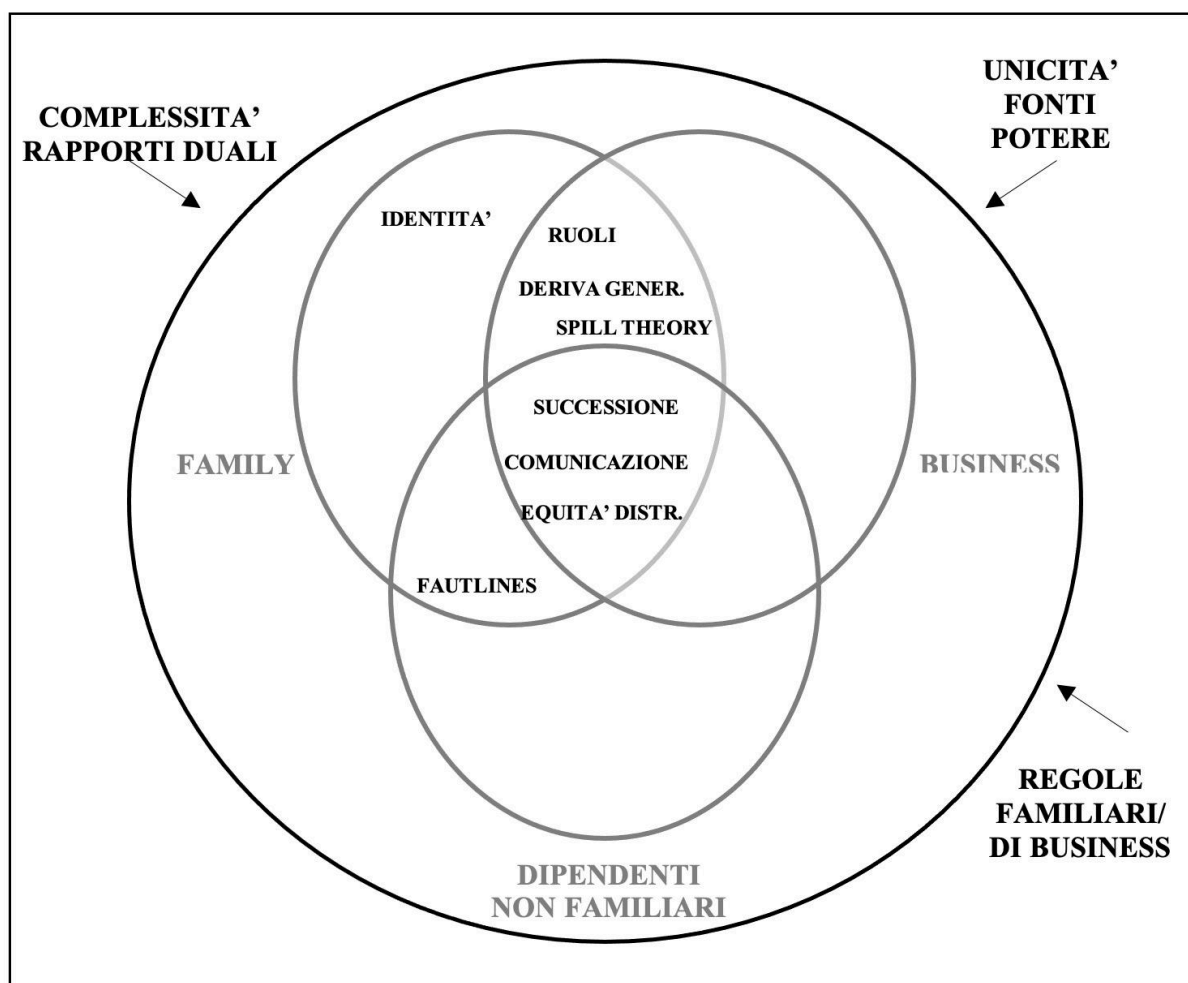 COMPLESSITA’
RAPPORTI DUALI
UNICITA’
FONTI
POTERE
IDENTITA’
RUOLI
DERIVA GENER.
SPILL THEORY
SUCCESSIONE
FAMILY
COMUNICAZIONE
BUSINESS
EQUITA’ DISTR.
FAUTLINES
REGOLE
FAMILIARI/
DI BUSINESS
DIPENDENTI
NON FAMILIARI